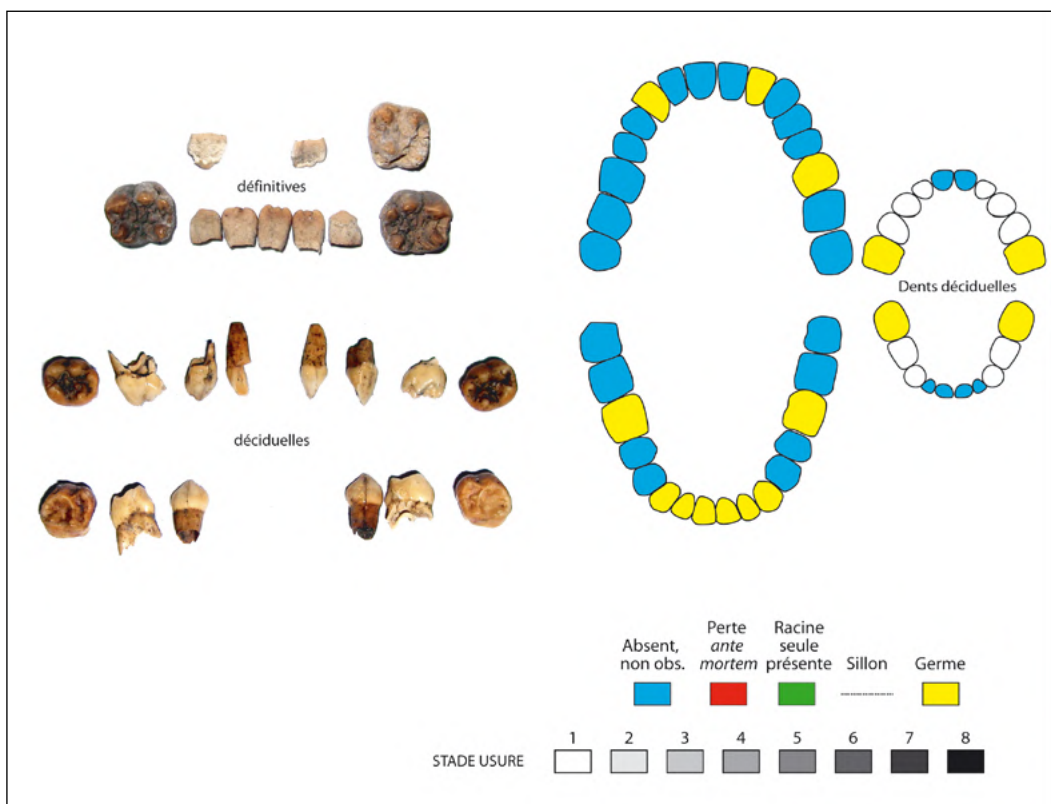 définitives
Dents déciduelles
déciduelles
Absent,
non obs.
Perte
ante
mortem
Racine
seule
présente
Sillon
Germe
STADE USURE
1 2 3 4 5 6 7 8